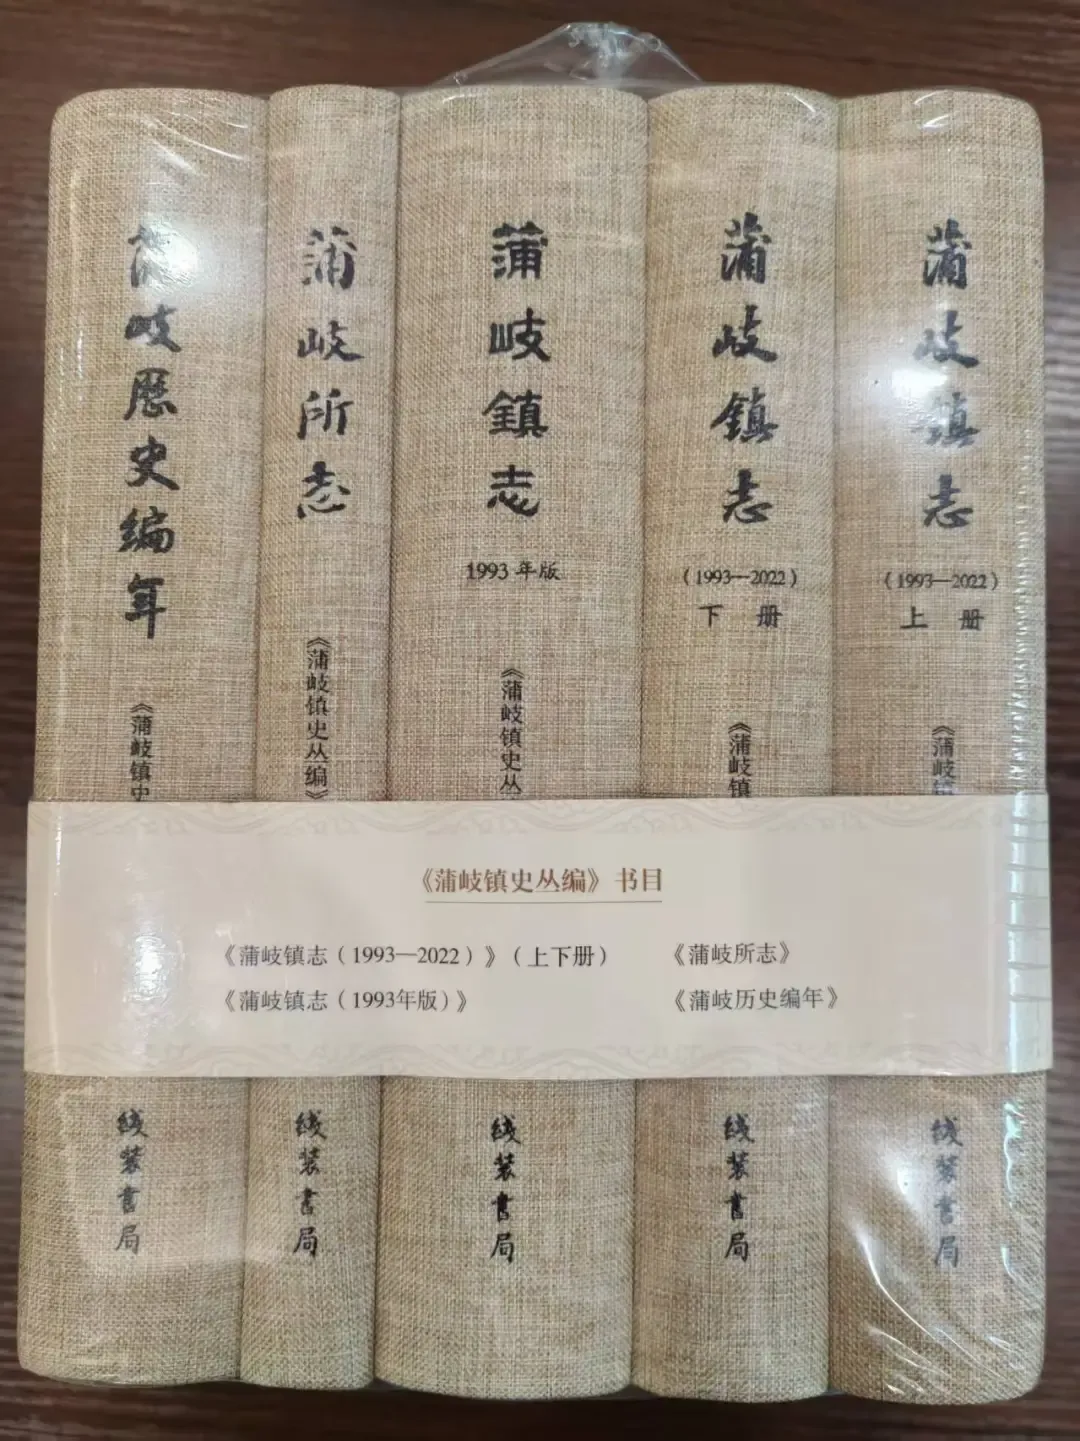 蒲岐歷史编年
《蒲岐镇史
线装書局
蒲岐所志
《蒲岐镇史丛编》
线装書局
蒲岐鎮志
1993年版
《蒲岐镇史丛
线装書局
蒲岐鎮志
（1993—2022）
下册
《蒲岐镇
线装書局
蒲岐鎮志
（1993—2022）
上册
《蒲岐镇
线装書局
《蒲岐镇史丛编》书目
《蒲岐镇志（1993—2022）》（上下册）
《蒲岐所志》
《蒲岐镇志（1993年版）》
《蒲岐历史编年》